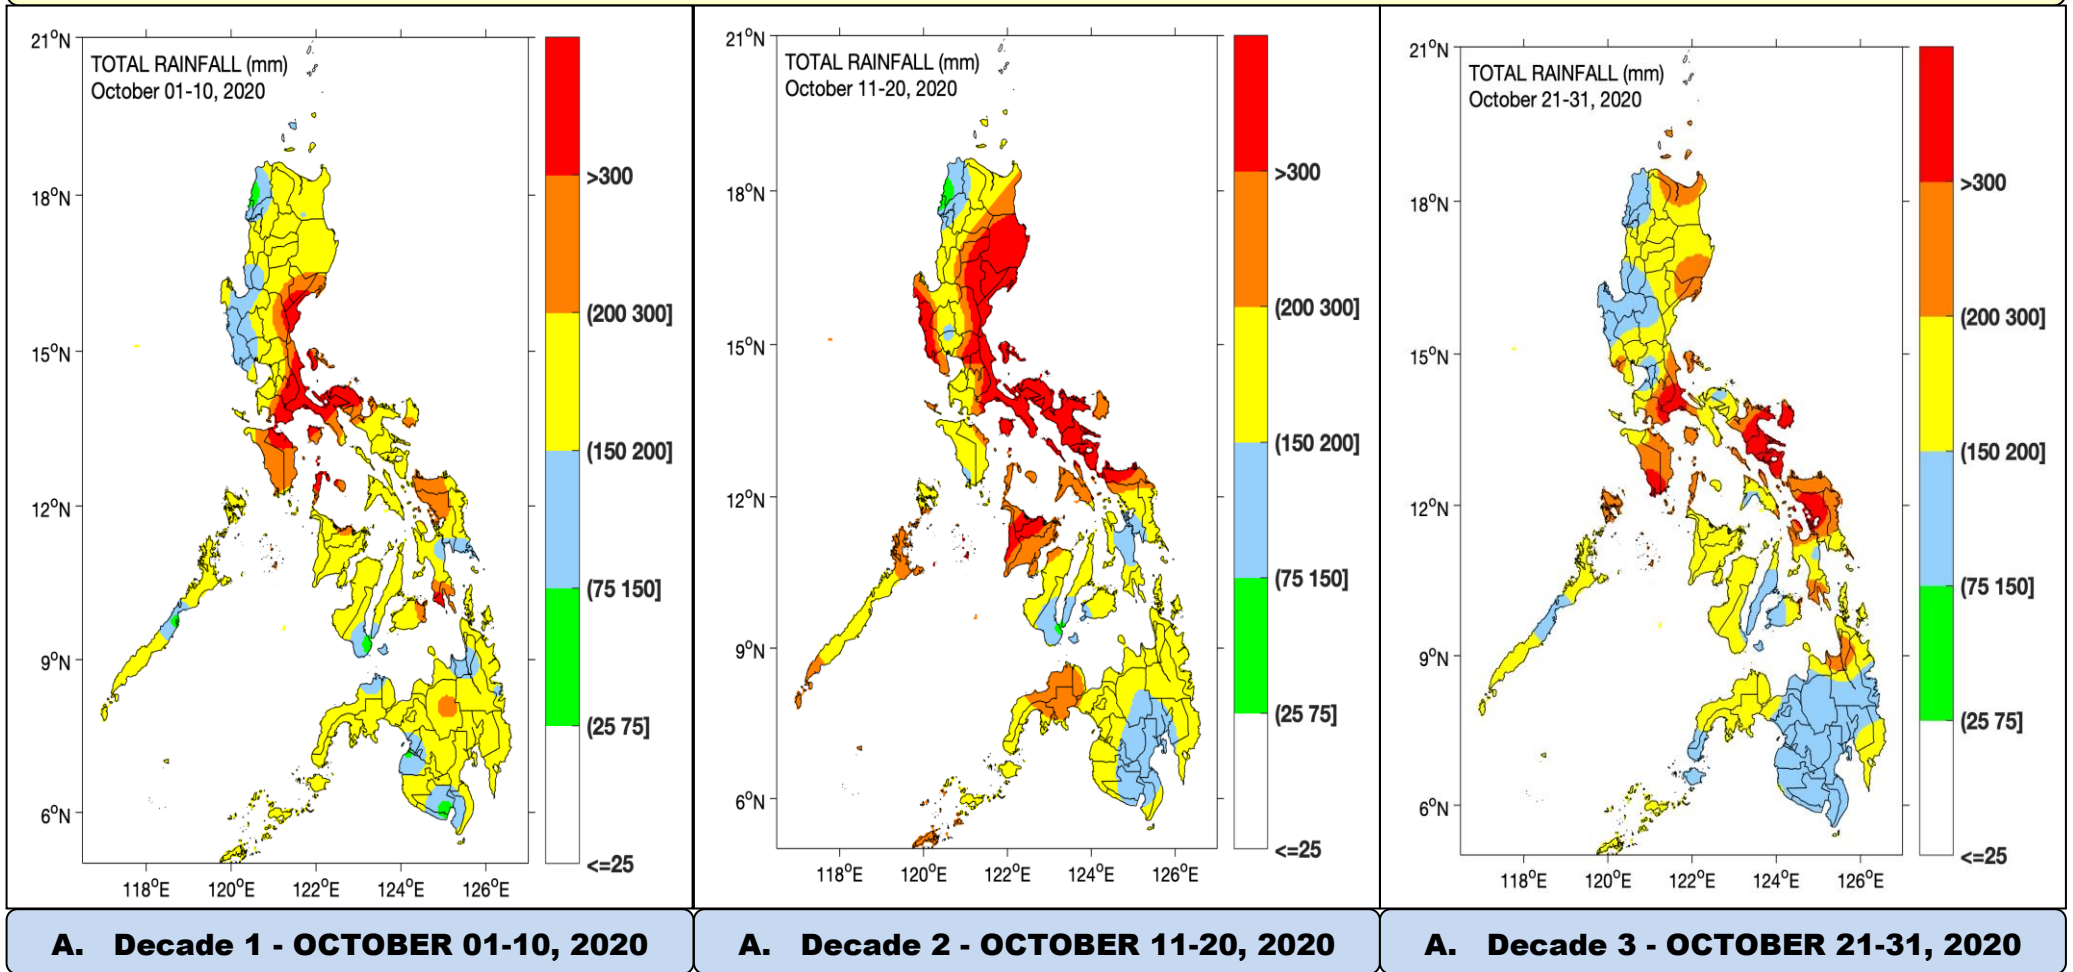 TOTAL RAINFALL (mm)
October 01-10, 2020
21°N
18°N
15°N
12°N
9°N
6°N
118°E 120°E 122°E 124°E 126°E
>300
(200 300]
(150 200]
(75 150]
(25 75]
<=25
A. Decade 1 - OCTOBER 01-10, 2020
TOTAL RAINFALL (mm)
October 11-20, 2020
21°N
18°N
15°N
12°N
9°N
6°N
118°E 120°E 122°E 124°E 126°E
>300
(200 300]
(150 200]
(75 150]
(25 75]
<=25
A. Decade 2 - OCTOBER 11-20, 2020
TOTAL RAINFALL (mm)
October 21-31, 2020
21°N
18°N
15°N
12°N
9°N
6°N
118°E 120°E 122°E 124°E 126°E
>300
(200 300]
(150 200]
(75 150]
(25 75]
<=25
A. Decade 3 - OCTOBER 21-31, 2020